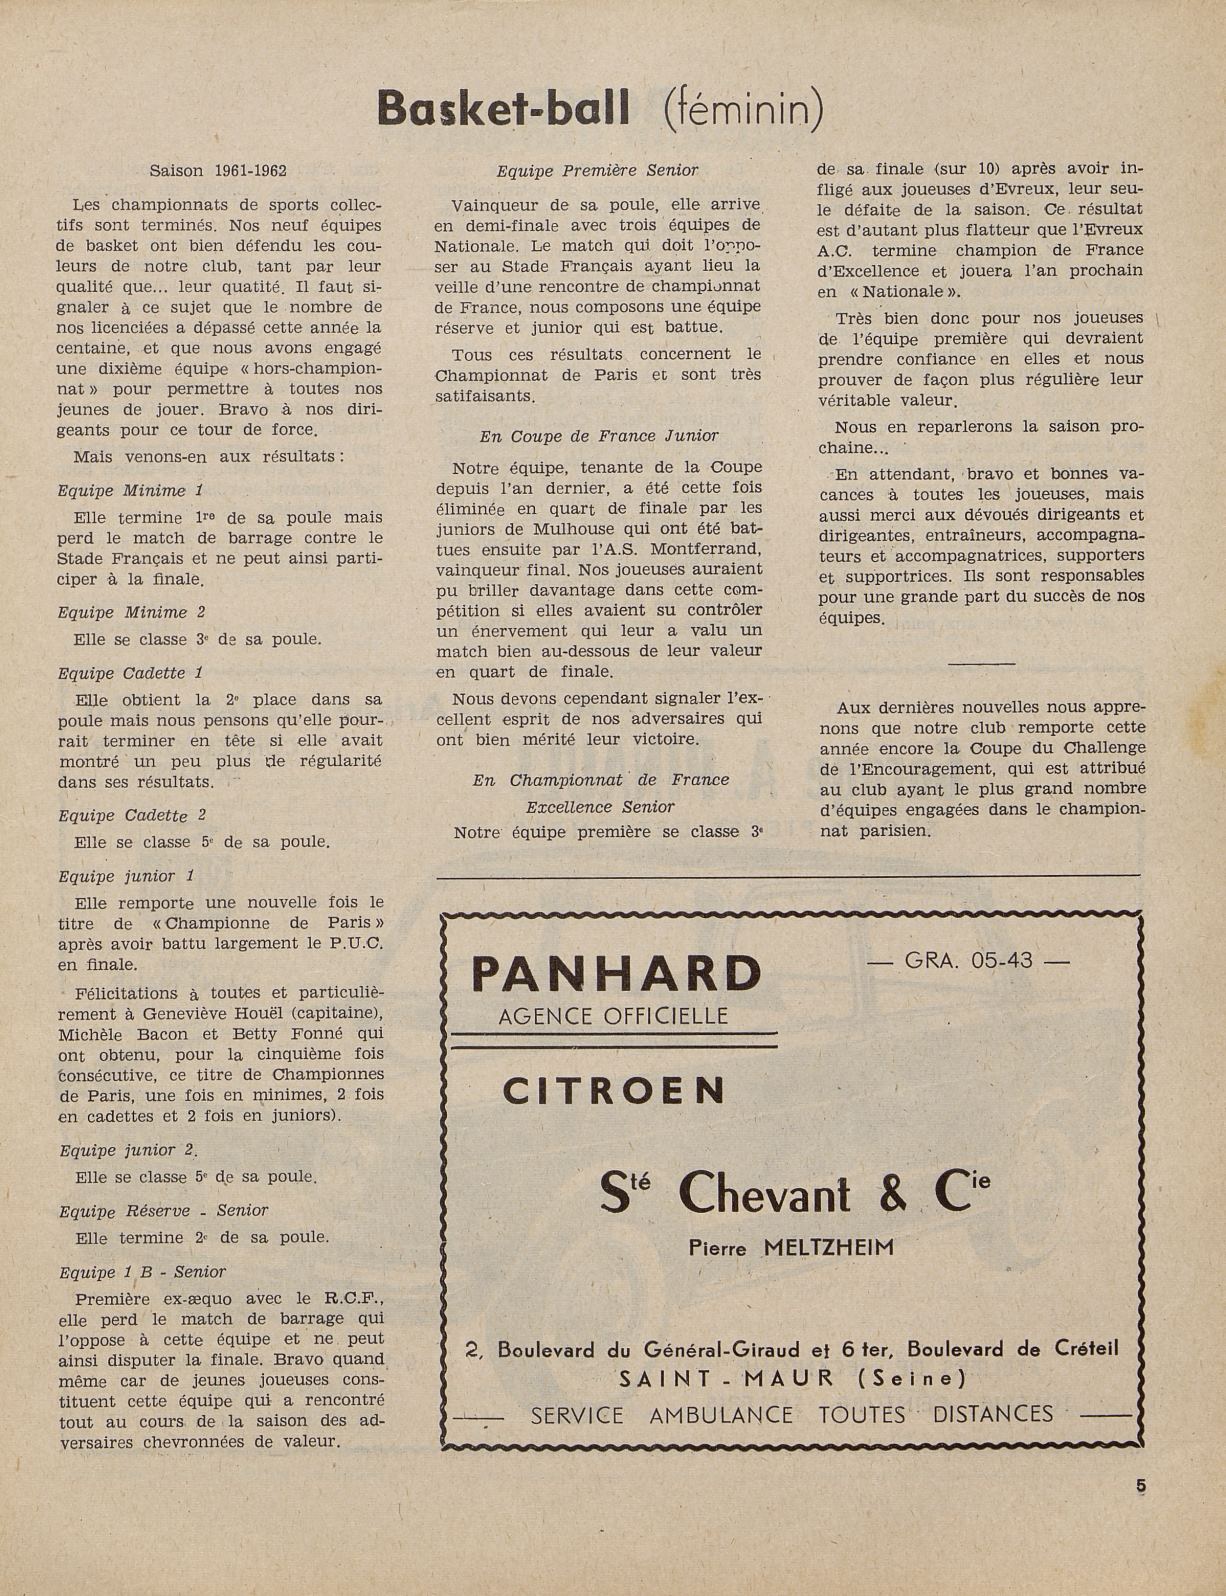 Basket-ball (féminin)
Saison 1961-1962
Les championnats de sports collec-
tifs sont terminés. Nos neuf équipes
de basket ont bien défendu les cou-
leurs de notre club, tant par leur
qualité que... leur quatité. Il faut si-
gnaler à ce sujet que le nombre de
nos licenciées a dépassé cette année la
centaine, et que nous avons engagé
une dixième équipe « hors-champion-
nat » pour permettre à toutes nos
jeunes de jouer. Bravo à nos diri-
geants pour ce tour de force.
Mais venons-en aux résultats :
Equipe Minime 1
Elle termine 1re de sa poule mais
perd le match de barrage contre le
Stade Français et ne peut ainsi parti-
ciper à la finale.
Equipe Minime 2
Elle se classe 3e de sa poule.
Equipe Cadette 1
Elle obtient la 2e place dans sa
poule mais nous pensons qu'elle pour-
rait terminer en tête si elle avait
montré un peu plus de régularité
dans ses résultats.
Equipe Cadette 2
Elle se classe 5e de sa poule.
Equipe junior 1
Elle remporte une nouvelle fois le
titre de « Championne de Paris »
après avoir battu largement le P.U.C.
en finale.
Félicitations à toutes et particuliè-
rement à Geneviève Houël (capitaine),
Michèle Bacon et Betty Fonné qui
ont obtenu, pour la cinquième fois
consécutive, ce titre de Championnes
de Paris, une fois en minimes, 2 fois
en cadettes et 2 fois en juniors).
Equipe junior 2.
Elle se classe 5e de sa poule.
Equipe Réserve - Senior
Elle termine 2e de sa poule.
Equipe 1 B - Senior
Première ex-æquo avec le R.C.F.,
elle perd le match de barrage qui
l'oppose à cette équipe et ne peut
ainsi disputer la finale. Bravo quand
même car de jeunes joueuses cons-
tituent cette équipe qui a rencontré
tout au cours de la saison des ad-
versaires chevronnées de valeur.
Equipe Première Senior
Vainqueur de sa poule, elle arrive
en demi-finale avec trois équipes de
Nationale. Le match qui doit l'oppo-
ser au Stade Français ayant lieu la
veille d'une rencontre de championnat
de France, nous composons une équipe
réserve et junior qui est battue.
Tous ces résultats concernent le
Championnat de Paris et sont très
satifaisants.
En Coupe de France Junior
Notre équipe, tenante de la Coupe
depuis l'an dernier, a été cette fois
éliminée en quart de finale par les
juniors de Mulhouse qui ont été bat-
tues ensuite par l'A.S. Montferrand,
vainqueur final. Nos joueuses auraient
pu briller davantage dans cette com-
pétition si elles avaient su contrôler
un énervement qui leur a valu un
match bien au-dessous de leur valeur
en quart de finale.
Nous devons cependant signaler l'ex-
cellent esprit de nos adversaires qui
ont bien mérité leur victoire.
En Championnat de France
Excellence Senior
Notre équipe première se classe 3e
de sa finale (sur 10) après avoir in-
fligé aux joueuses d'Evreux, leur seu-
le défaite de la saison. Ce résultat
est d'autant plus flatteur que l'Evreux
A.C. termine champion de France
d'Excellence et jouera l'an prochain
en « Nationale ».
Très bien donc pour nos joueuses
de l'équipe première qui devraient
prendre confiance en elles et nous
prouver de façon plus régulière leur
véritable valeur.
Nous en reparlerons la saison pro-
chaine...
En attendant, bravo et bonnes va-
cances à toutes les joueuses, mais
aussi merci aux dévoués dirigeants et
dirigeantes, entraîneurs, accompagna-
teurs et accompagnatrices, supporters
et supportrices. Ils sont responsables
pour une grande part du succès de nos
équipes.
Aux dernières nouvelles nous appre-
nons que notre club remporte cette
année encore la Coupe du Challenge
de l'Encouragement, qui est attribué
au club ayant le plus grand nombre
d'équipes engagées dans le champion-
nat parisien.
PANHARD
AGENCE OFFICIELLE
— GRA. 05-43 —
CITROEN
Sté Chevant & Cie
Pierre MELTZHEIM
2, Boulevard du Général-Giraud et 6 ter, Boulevard de Créteil
SAINT-MAUR (Seine)
— SERVICE AMBULANCE TOUTES DISTANCES —
5